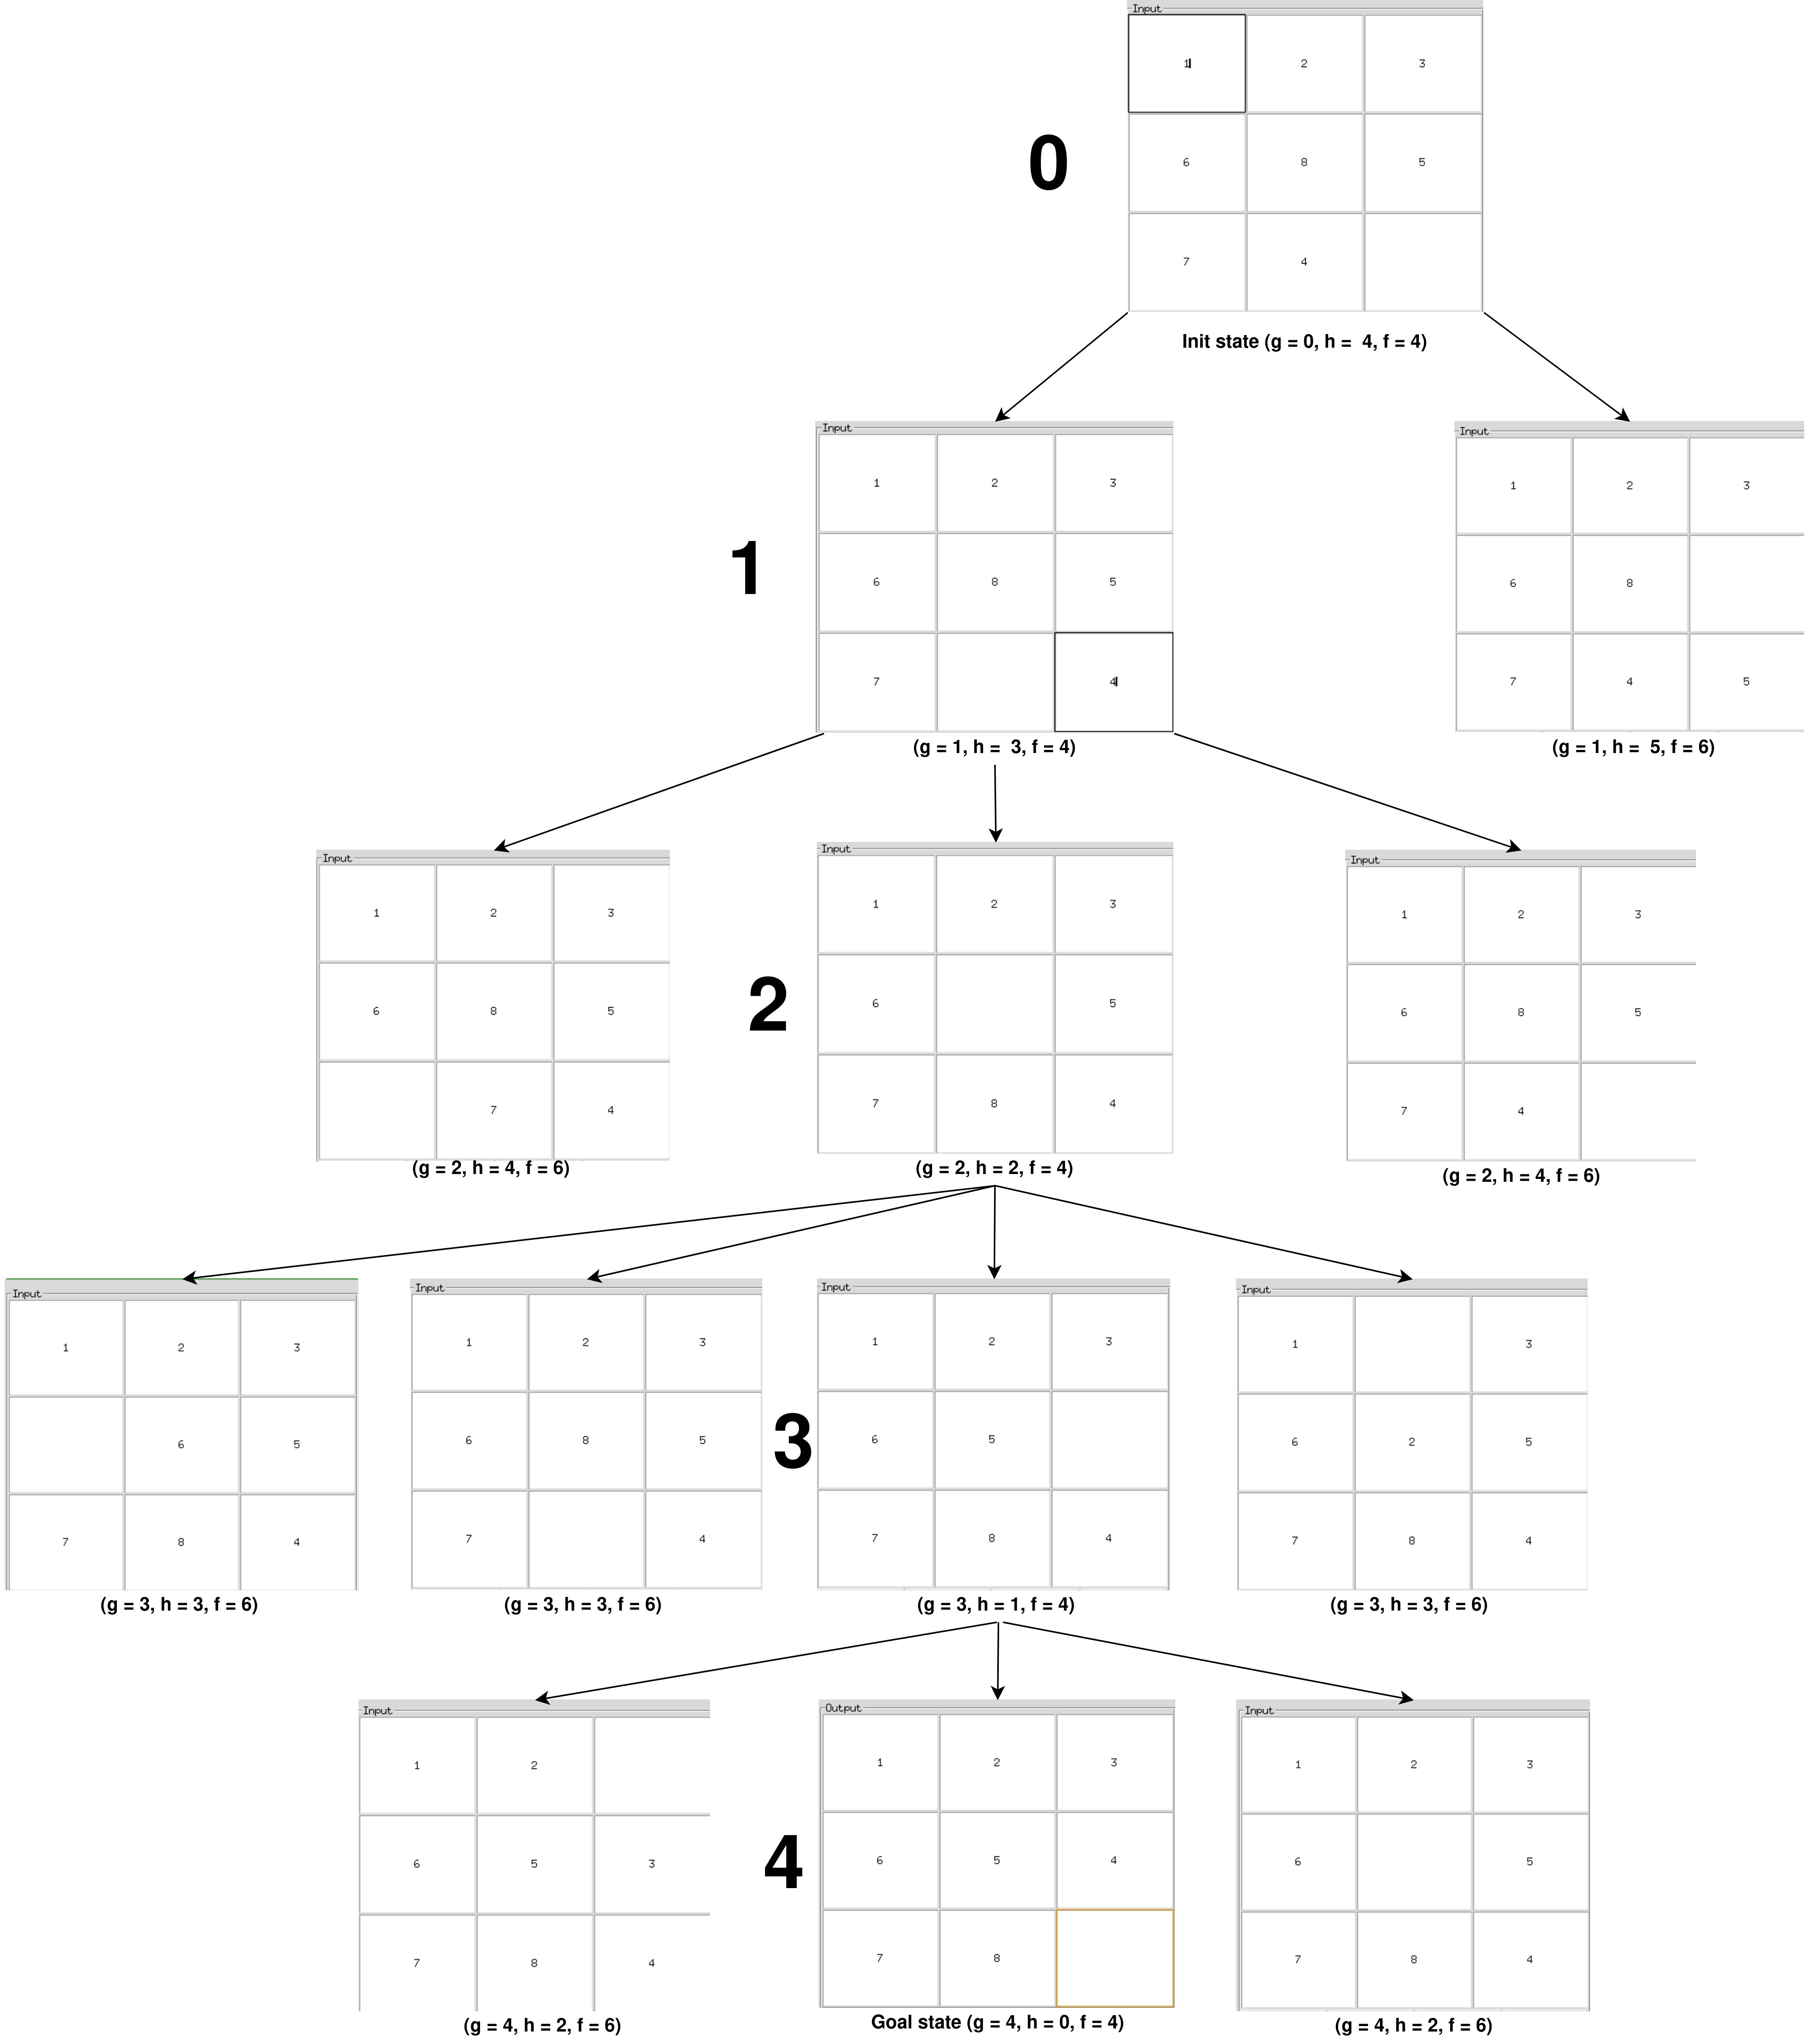 Input
1 2 3
0
6 8 5
7 4
Init state (g = 0, h = 4, f = 4)
Input
1 2 3
1
6 8 5
7 4
(g = 1, h = 3, f = 4)
Input
1 2 3
6 8
7 4 5
(g = 1, h = 5, f = 6)
Input
1 2 3
6 8 5
7 4
(g = 2, h = 4, f = 6)
2
Input
1 2 3
6 5
7 8 4
(g = 2, h = 2, f = 4)
Input
1 2 3
6 8 5
7 4
(g = 2, h = 4, f = 6)
Input
1 2 3
6 5
7 8 4
(g = 3, h = 3, f = 6)
Input
1 2 3
6 8 5
7 4
(g = 3, h = 3, f = 6)
3
Input
1 2 3
6 5
7 8 4
(g = 3, h = 1, f = 4)
Input
1 3
6 2 5
7 8 4
(g = 3, h = 3, f = 6)
Input
1 2
6 5 3
7 8 4
(g = 4, h = 2, f = 6)
4
Output
1 2 3
6 5 4
7 8
Goal state (g = 4, h = 0, f = 4)
Input
1 2 3
6 5
7 8 4
(g = 4, h = 2, f = 6)